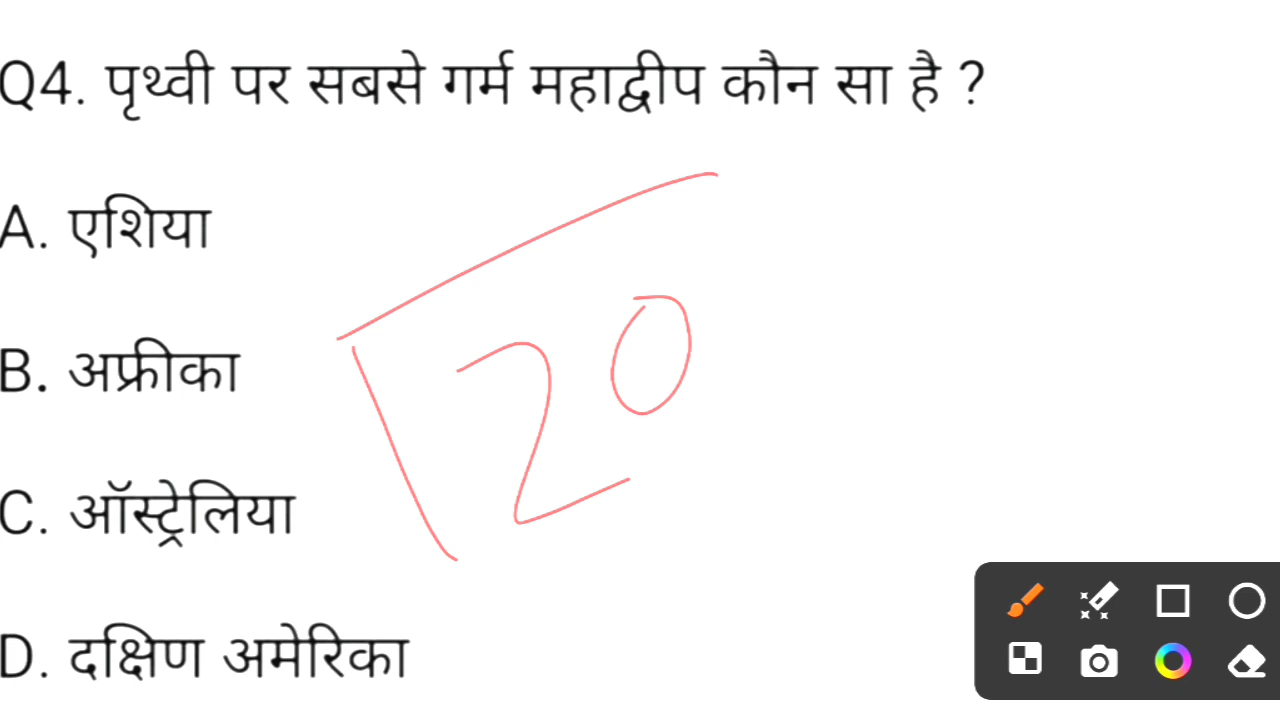 Q4. पृथ्वी पर सबसे गर्म महाद्वीप कौन सा है ?
A. एशिया
B. अफ्रीका
20
C. ऑस्ट्रेलिया
D. दक्षिण अमेरिका